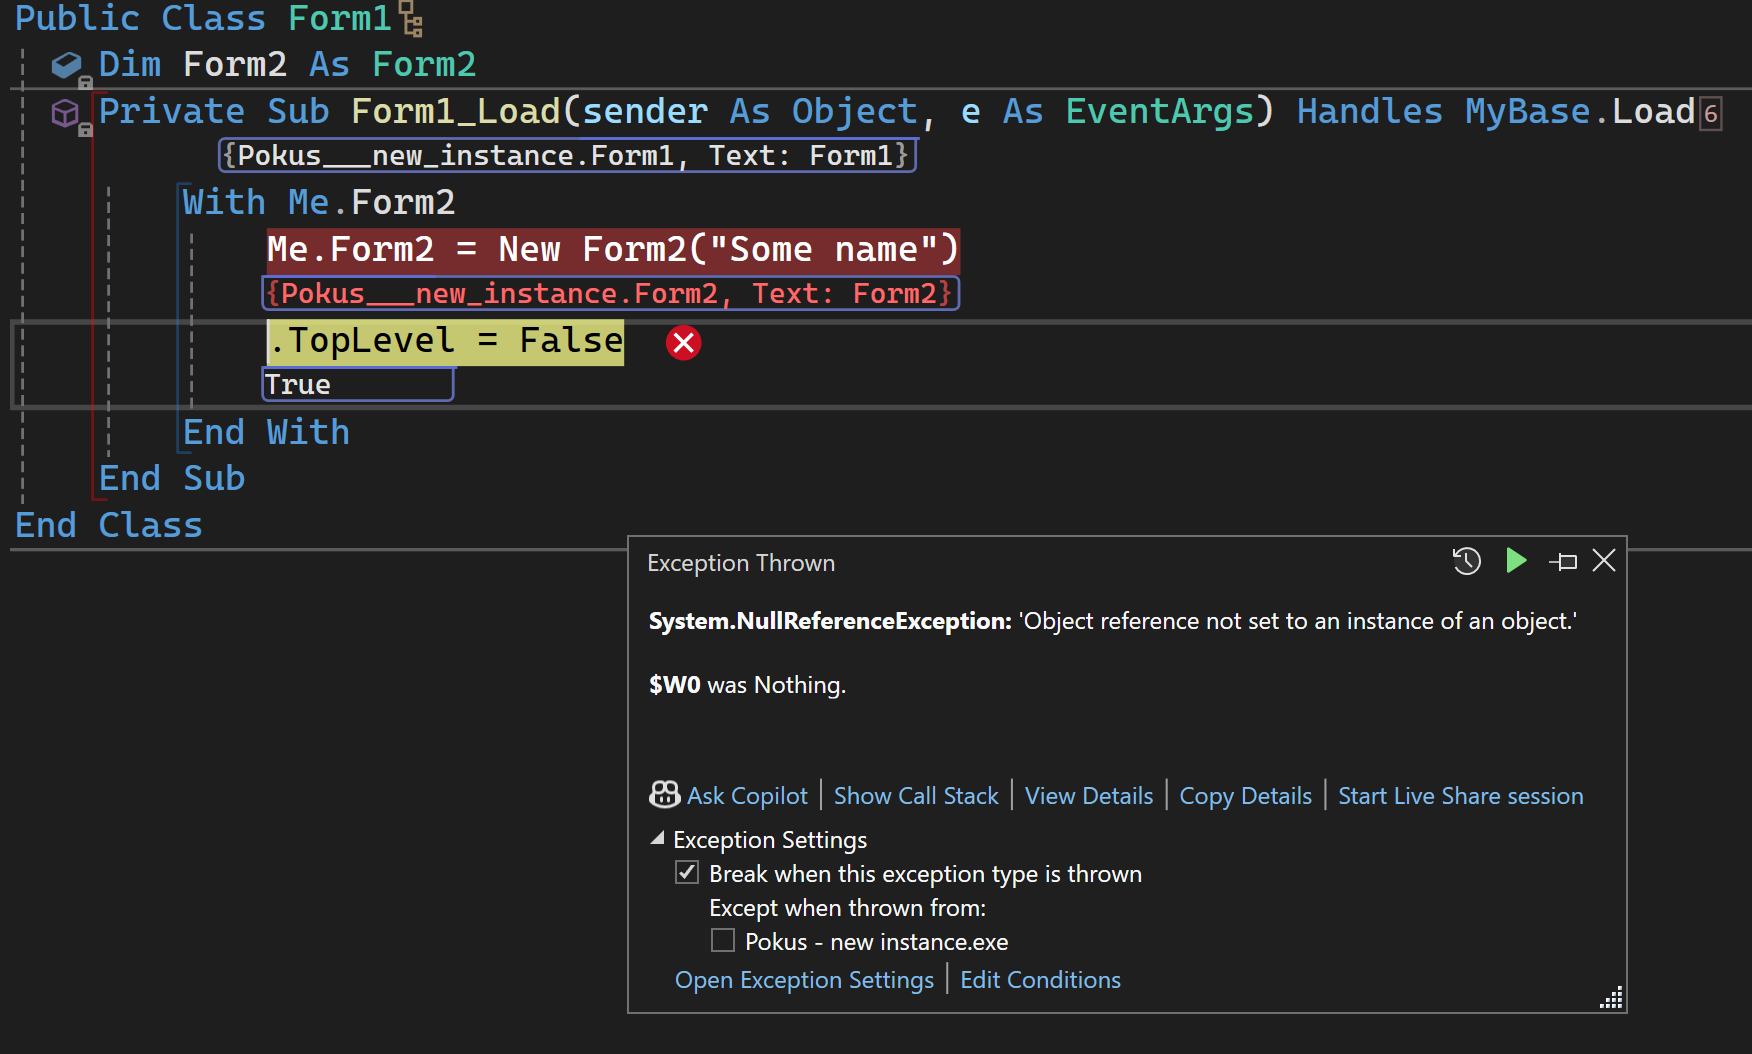 Public Class Form1
Dim Form2 As Form2
Private Sub Form1_Load(sender As Object, e As EventArgs) Handles MyBase.Load 6
{Pokus___new_instance.Form1, Text: Form1}
With Me.Form2
Me.Form2 = New Form2("Some name")
{Pokus___new_instance.Form2, Text: Form2}
.TopLevel = False
True
End With
End Sub
End Class
Exception Thrown
System.NullReferenceException: 'Object reference not set to an instance of an object.'
$W0 was Nothing.
Ask Copilot | Show Call Stack | View Details | Copy Details | Start Live Share session
Exception Settings
Break when this exception type is thrown
Except when thrown from:
Pokus - new instance.exe
Open Exception Settings | Edit Conditions